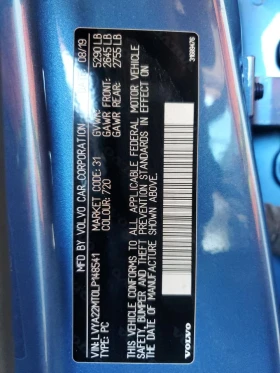 MFD. BY VOLVO CAR CORPORATION 08/19
GVWR: 5290 LB
GAWR FRONT: 2645 LB
GAWR REAR: 2755 LB
MARKET CODE: 31
COLOUR: 720
VIN: LVYA22MT0LP148541
TYPE: PC
THIS VEHICLE CONFORMS TO ALL APPLICABLE FEDERAL MOTOR VEHICLE
SAFETY, BUMPER AND THEFT PREVENTION STANDARDS IN EFFECT ON
THE DATE OF MANUFACTURE SHOWN ABOVE.
VOLVO